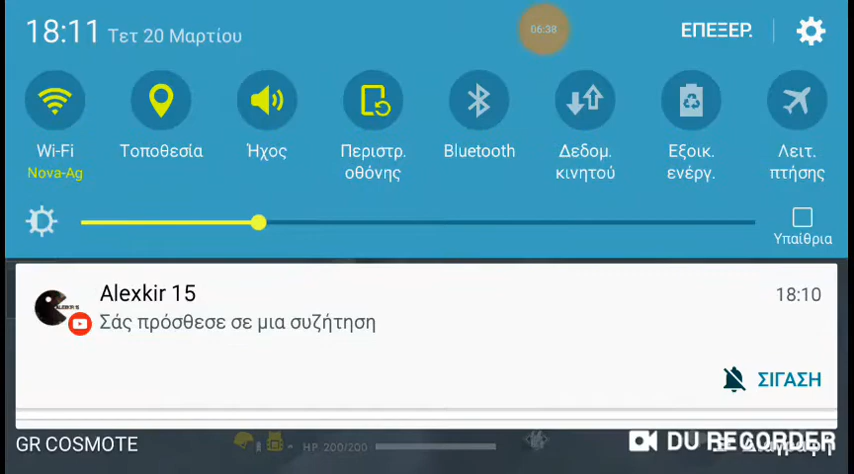 18:11 Τετ 20 Μαρτίου 06:38 ΕΠΕΞΕΡ.
Wi-Fi Τοποθεσία Ήχος Περιστρ. Bluetooth Δεδομ. Εξοικ. Λειτ.
Nova-Ag οθόνης κινητού ενέργ. πτήσης
Υπαίθρια
Alexkir 15 18:10
Σάς πρόσθεσε σε μια συζήτηση
ΣΙΓΑΣΗ
GR COSMOTE HP 200/200 DU RECORDER